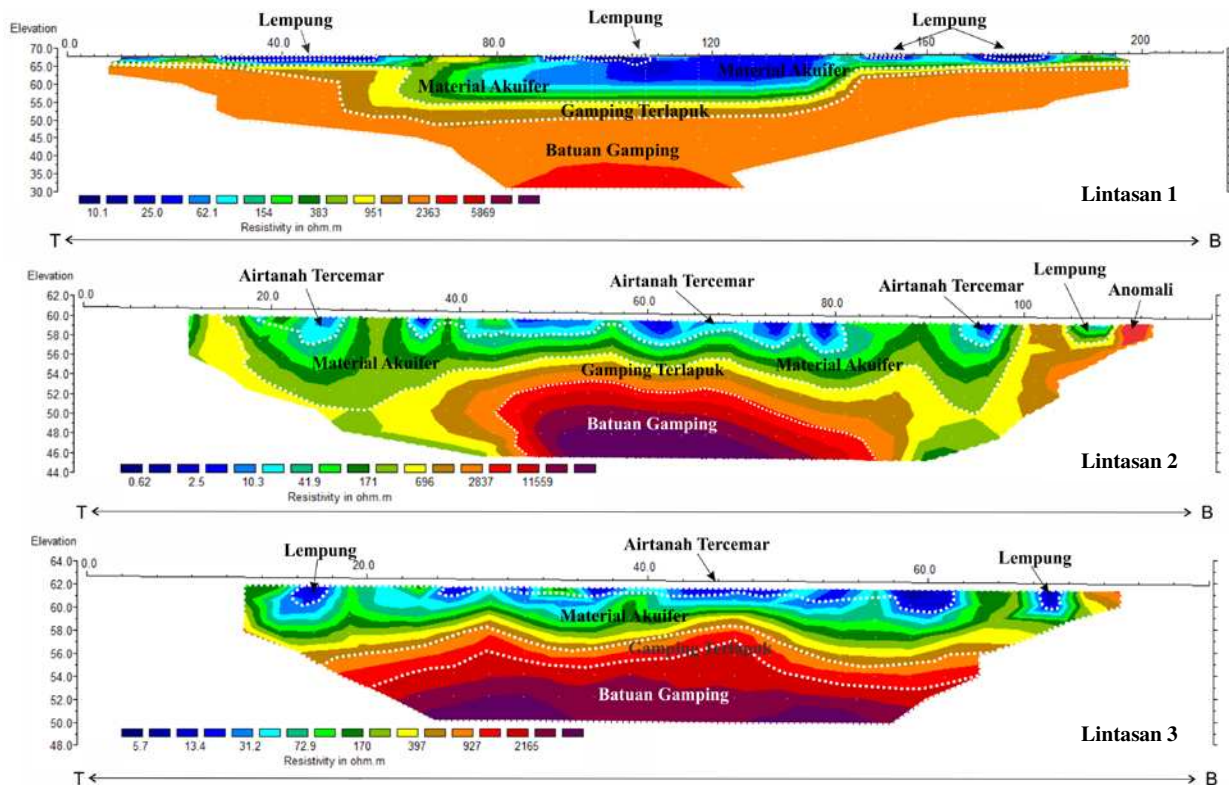 Lempung Lempung Lempung
Elevation
0.0 40.0 80.0 120 160 200
70.0
65.0
60.0
55.0
50.0
45.0
40.0
35.0
30.0
Material Akuifer
Material Akuifer
Gamping Terlapuk
Batuan Gamping
Lintasan 1
10.1 25.0 62.1 154 383 951 2363 5869
Resistivity in ohm.m
T B
Airtanah Tercemar Airtanah Tercemar Airtanah Tercemar Lempung Anomali
Elevation
0.0 20.0 40.0 60.0 80.0 100
62.0
60.0
58.0
56.0
54.0
52.0
50.0
48.0
46.0
44.0
Material Akuifer Material Akuifer
Gamping Terlapuk
Batuan Gamping
Lintasan 2
0.62 2.5 10.3 41.9 171 696 2837 11559
Resistivity in ohm.m
T B
Lempung Airtanah Tercemar Lempung
Elevation
0.0 20.0 40.0 60.0
64.0
62.0
60.0
58.0
56.0
54.0
52.0
50.0
48.0
Material Akuifer
Gamping Terlapuk
Batuan Gamping
Lintasan 3
5.7 13.4 31.2 72.9 170 397 927 2165
Resistivity in ohm.m
T B